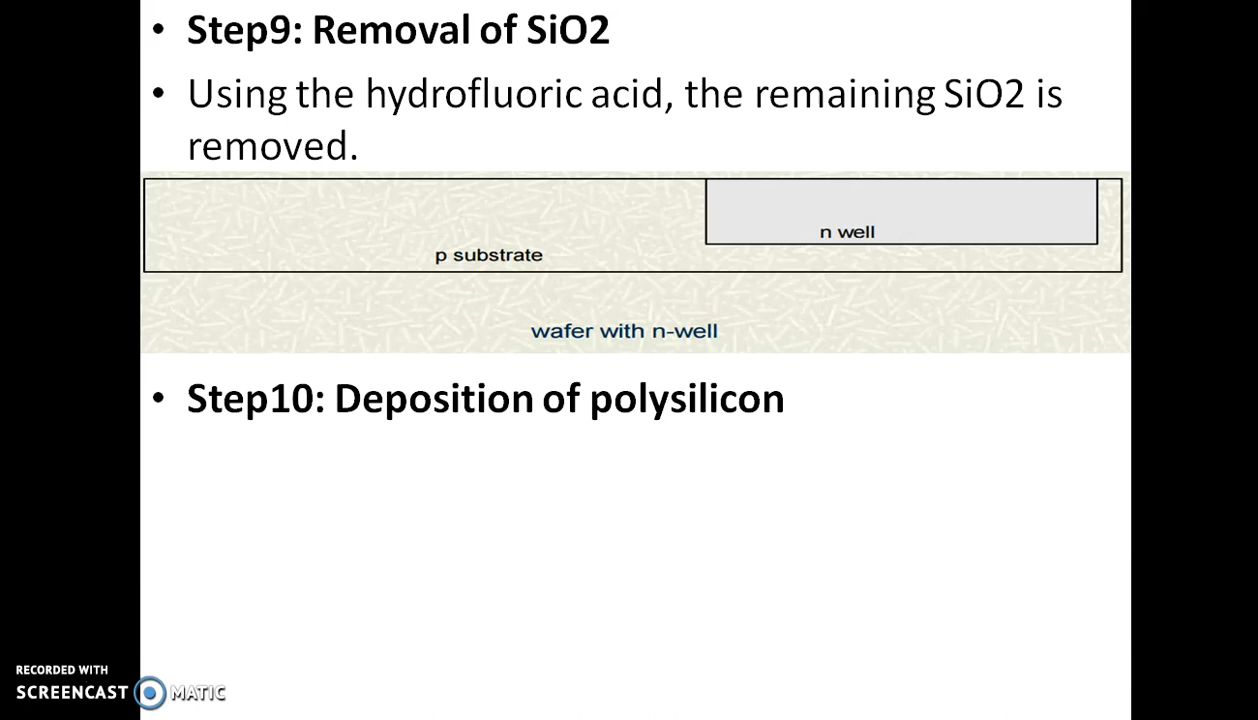 • Step9: Removal of SiO2
• Using the hydrofluoric acid, the remaining SiO2 is
removed.
n well
p substrate
wafer with n-well
• Step10: Deposition of polysilicon
RECORDED WITH
SCREENCAST MATIC